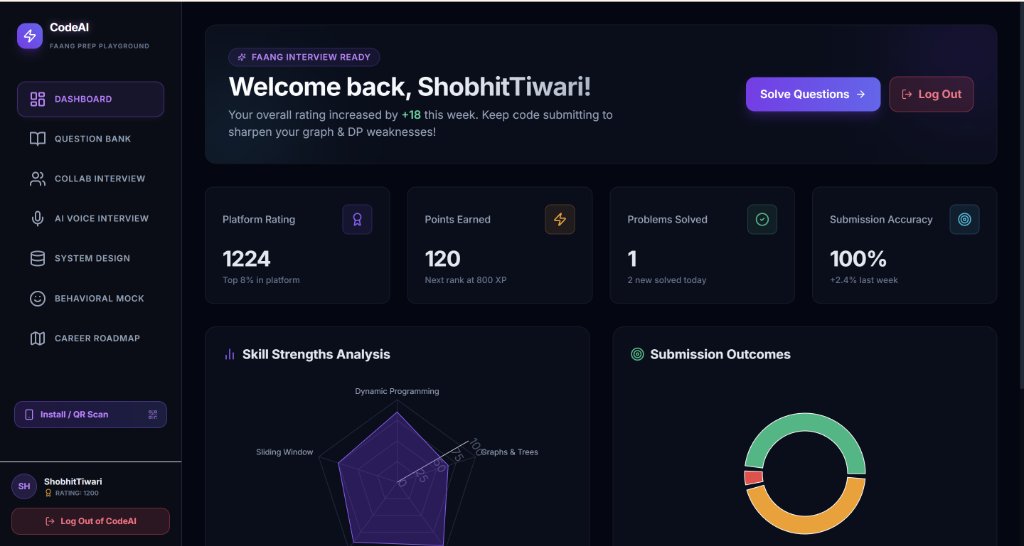 CodeAI
FAANG PREP PLAYGROUND
DASHBOARD
QUESTION BANK
COLLAB INTERVIEW
AI VOICE INTERVIEW
SYSTEM DESIGN
BEHAVIORAL MOCK
CAREER ROADMAP
Install / QR Scan
SH
ShobhitTiwari
RATING: 1200
Log Out of CodeAI
FAANG INTERVIEW READY
Welcome back, ShobhitTiwari!
Your overall rating increased by +18 this week. Keep code submitting to
sharpen your graph & DP weaknesses!
Solve Questions
Log Out
Platform Rating
1224
Top 8% in platform
Points Earned
120
Next rank at 800 XP
Problems Solved
1
2 new solved today
Submission Accuracy
100%
+2.4% last week
Skill Strengths Analysis
Dynamic Programming
Sliding Window
Graphs & Trees
0
25
50
75
100
Submission Outcomes